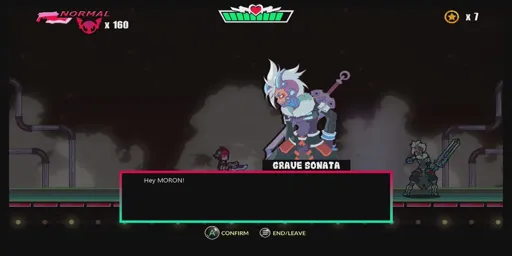 NORMAL
x 160
x 7
GRAVE SONATA
Hey MORON!
A CONFIRM
END/LEAVE